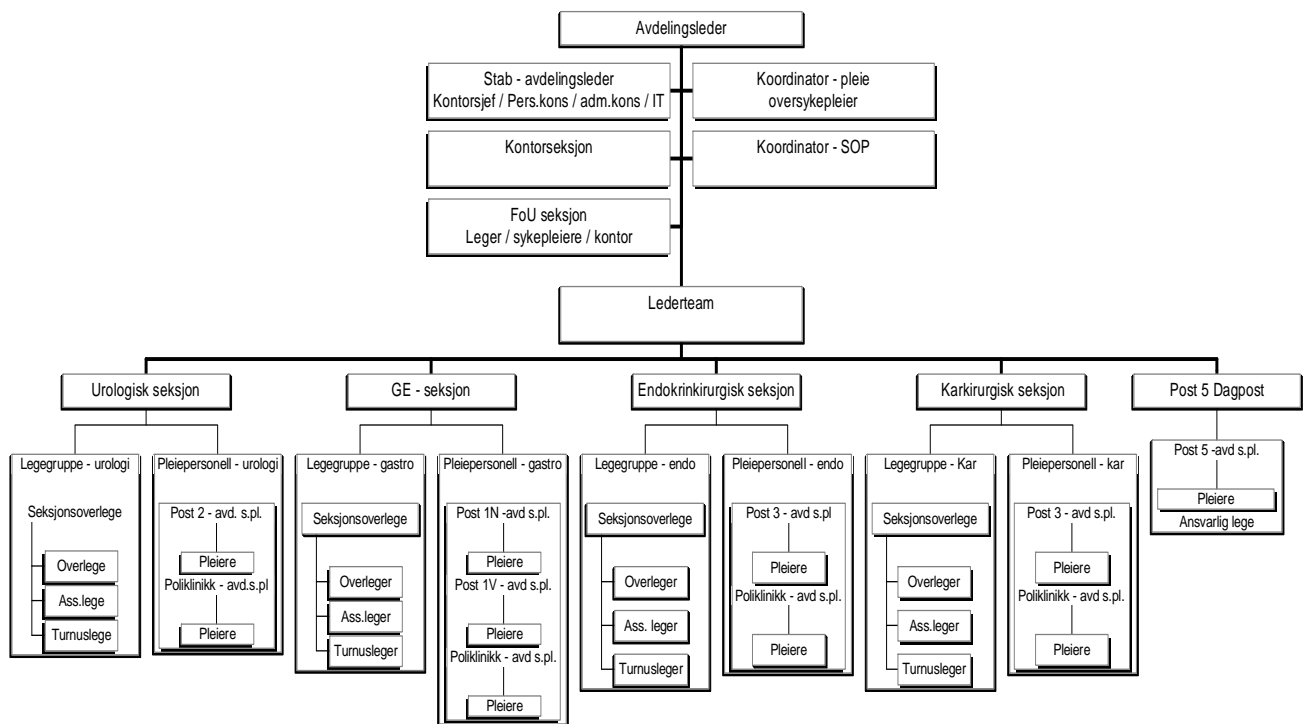 Avdelingsleder
Stab - avdelingsleder
Kontorsjef / Pers.kons / adm.kons / IT
Koordinator - pleie
oversykepleier
Kontorseksjon
Koordinator - SOP
FoU seksjon
Leger / sykepleiere / kontor
Lederteam
Urologisk seksjon
GE - seksjon
Endokrinkirurgisk seksjon
Karkirurgisk seksjon
Post 5 Dagpost
Legegruppe - urologi
Seksjonsoverlege
Overlege
Ass.lege
Turnuslege
Pleiepersonell - urologi
Post 2 - avd. s.pl.
Pleiere
Poliklinikk - avd.s.pl
Pleiere
Legegruppe - gastro
Seksjonsoverlege
Overleger
Ass.leger
Turnusleger
Pleiepersonell - gastro
Post 1N -avd s.pl.
Pleiere
Post 1V - avd s.pl.
Pleiere
Poliklinikk - avd s.pl.
Pleiere
Legegruppe - endo
Seksjonsoverlege
Overleger
Ass. leger
Turnusleger
Pleiepersonell - endo
Post 3 - avd s.pl
Pleiere
Poliklinikk - avd s.pl.
Pleiere
Legegruppe - Kar
Seksjonsoverlege
Overleger
Ass.leger
Turnusleger
Pleiepersonell - kar
Post 3 - avd s.pl.
Pleiere
Poliklinikk - avd s.pl.
Pleiere
Post 5 -avd s.pl.
Pleiere
Ansvarlig lege